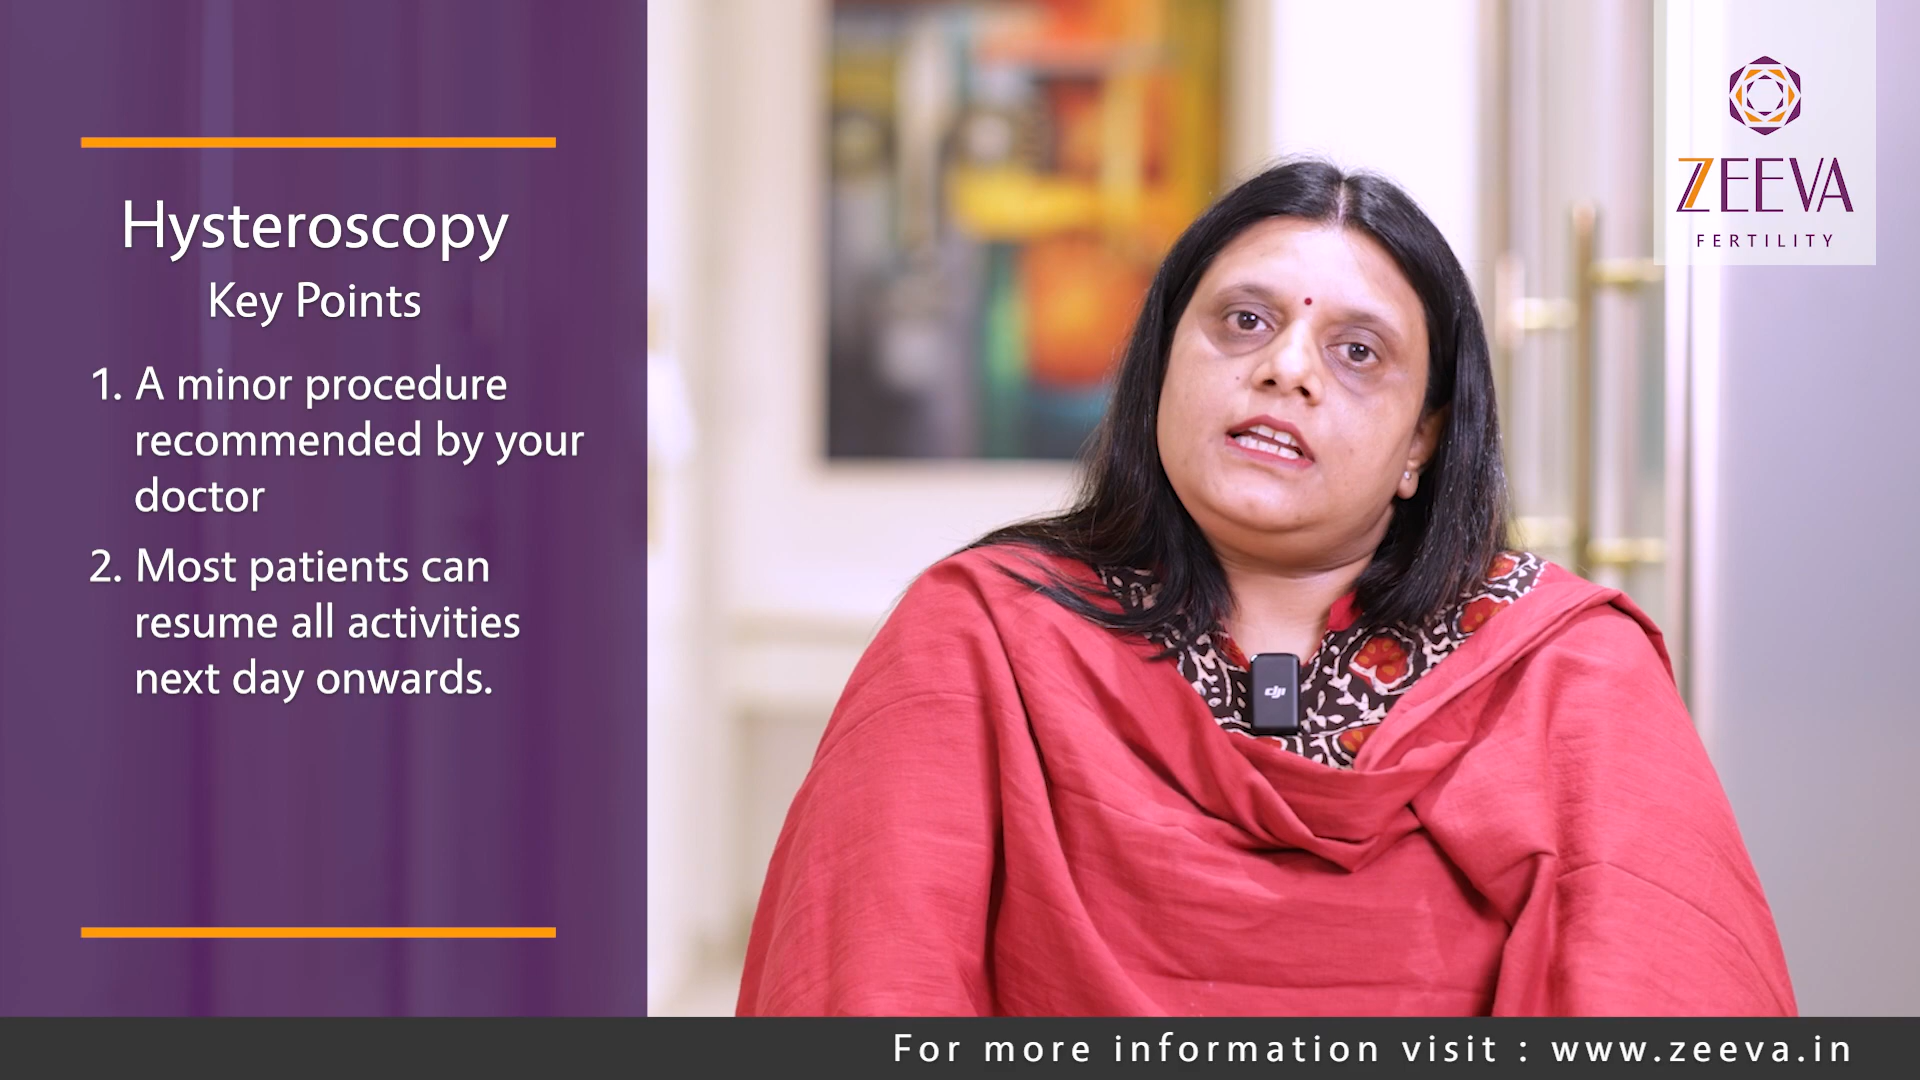 Hysteroscopy
Key Points
1. A minor procedure
recommended by your
doctor
2. Most patients can
resume all activities
next day onwards.
ZEEVA
FERTILITY
dji
For more information visit : www.zeeva.in